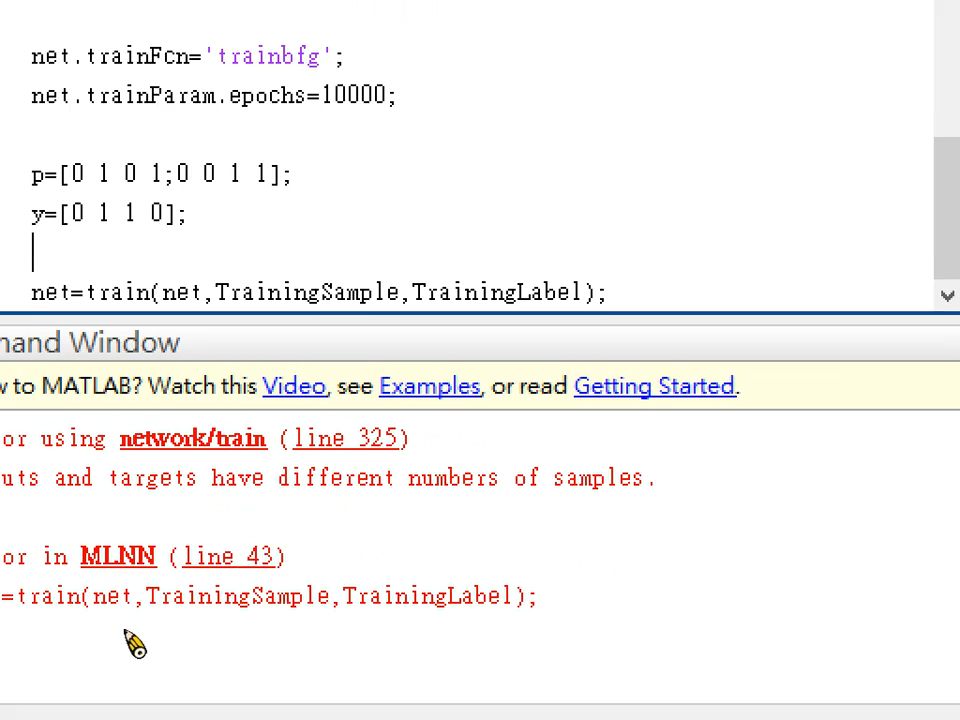 net.trainFcn='trainbfg';
net.trainParam.epochs=10000;
p=[0 1 0 1;0 0 1 1];
y=[0 1 1 0];
net=train(net,TrainingSample,TrainingLabel);
mand Window
w to MATLAB? Watch this Video, see Examples, or read Getting Started.
or using network/train (line 325)
uts and targets have different numbers of samples.
or in MLNN (line 43)
=train(net,TrainingSample,TrainingLabel);